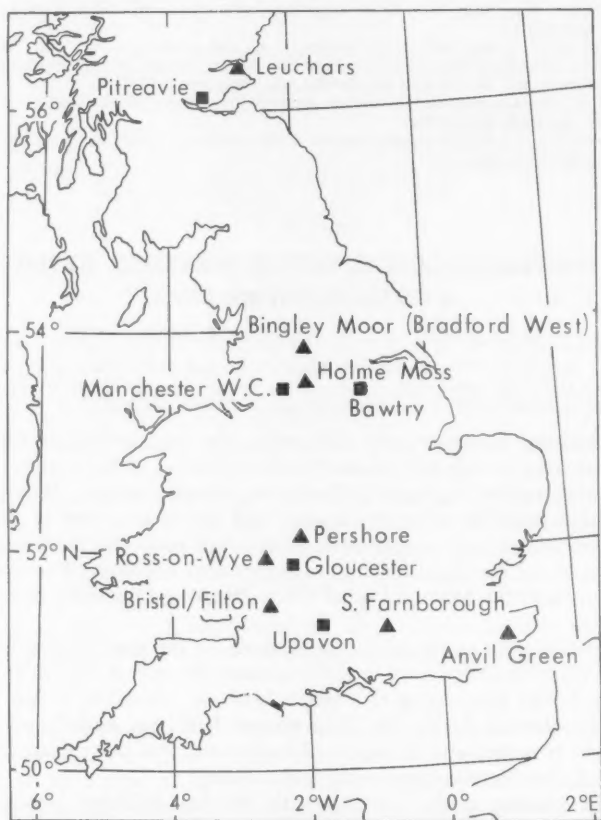 Leuchars
Pitreavie
56°
54°
Bingley Moor (Bradford West)
Holme Moss
Manchester W.C.
Bawtry
Pershore
52°N
Ross-on-Wye
Gloucester
Bristol/Filton
S. Farnborough
Upavon
Anvil Green
50°
6° 4° 2°W 0° 2°E